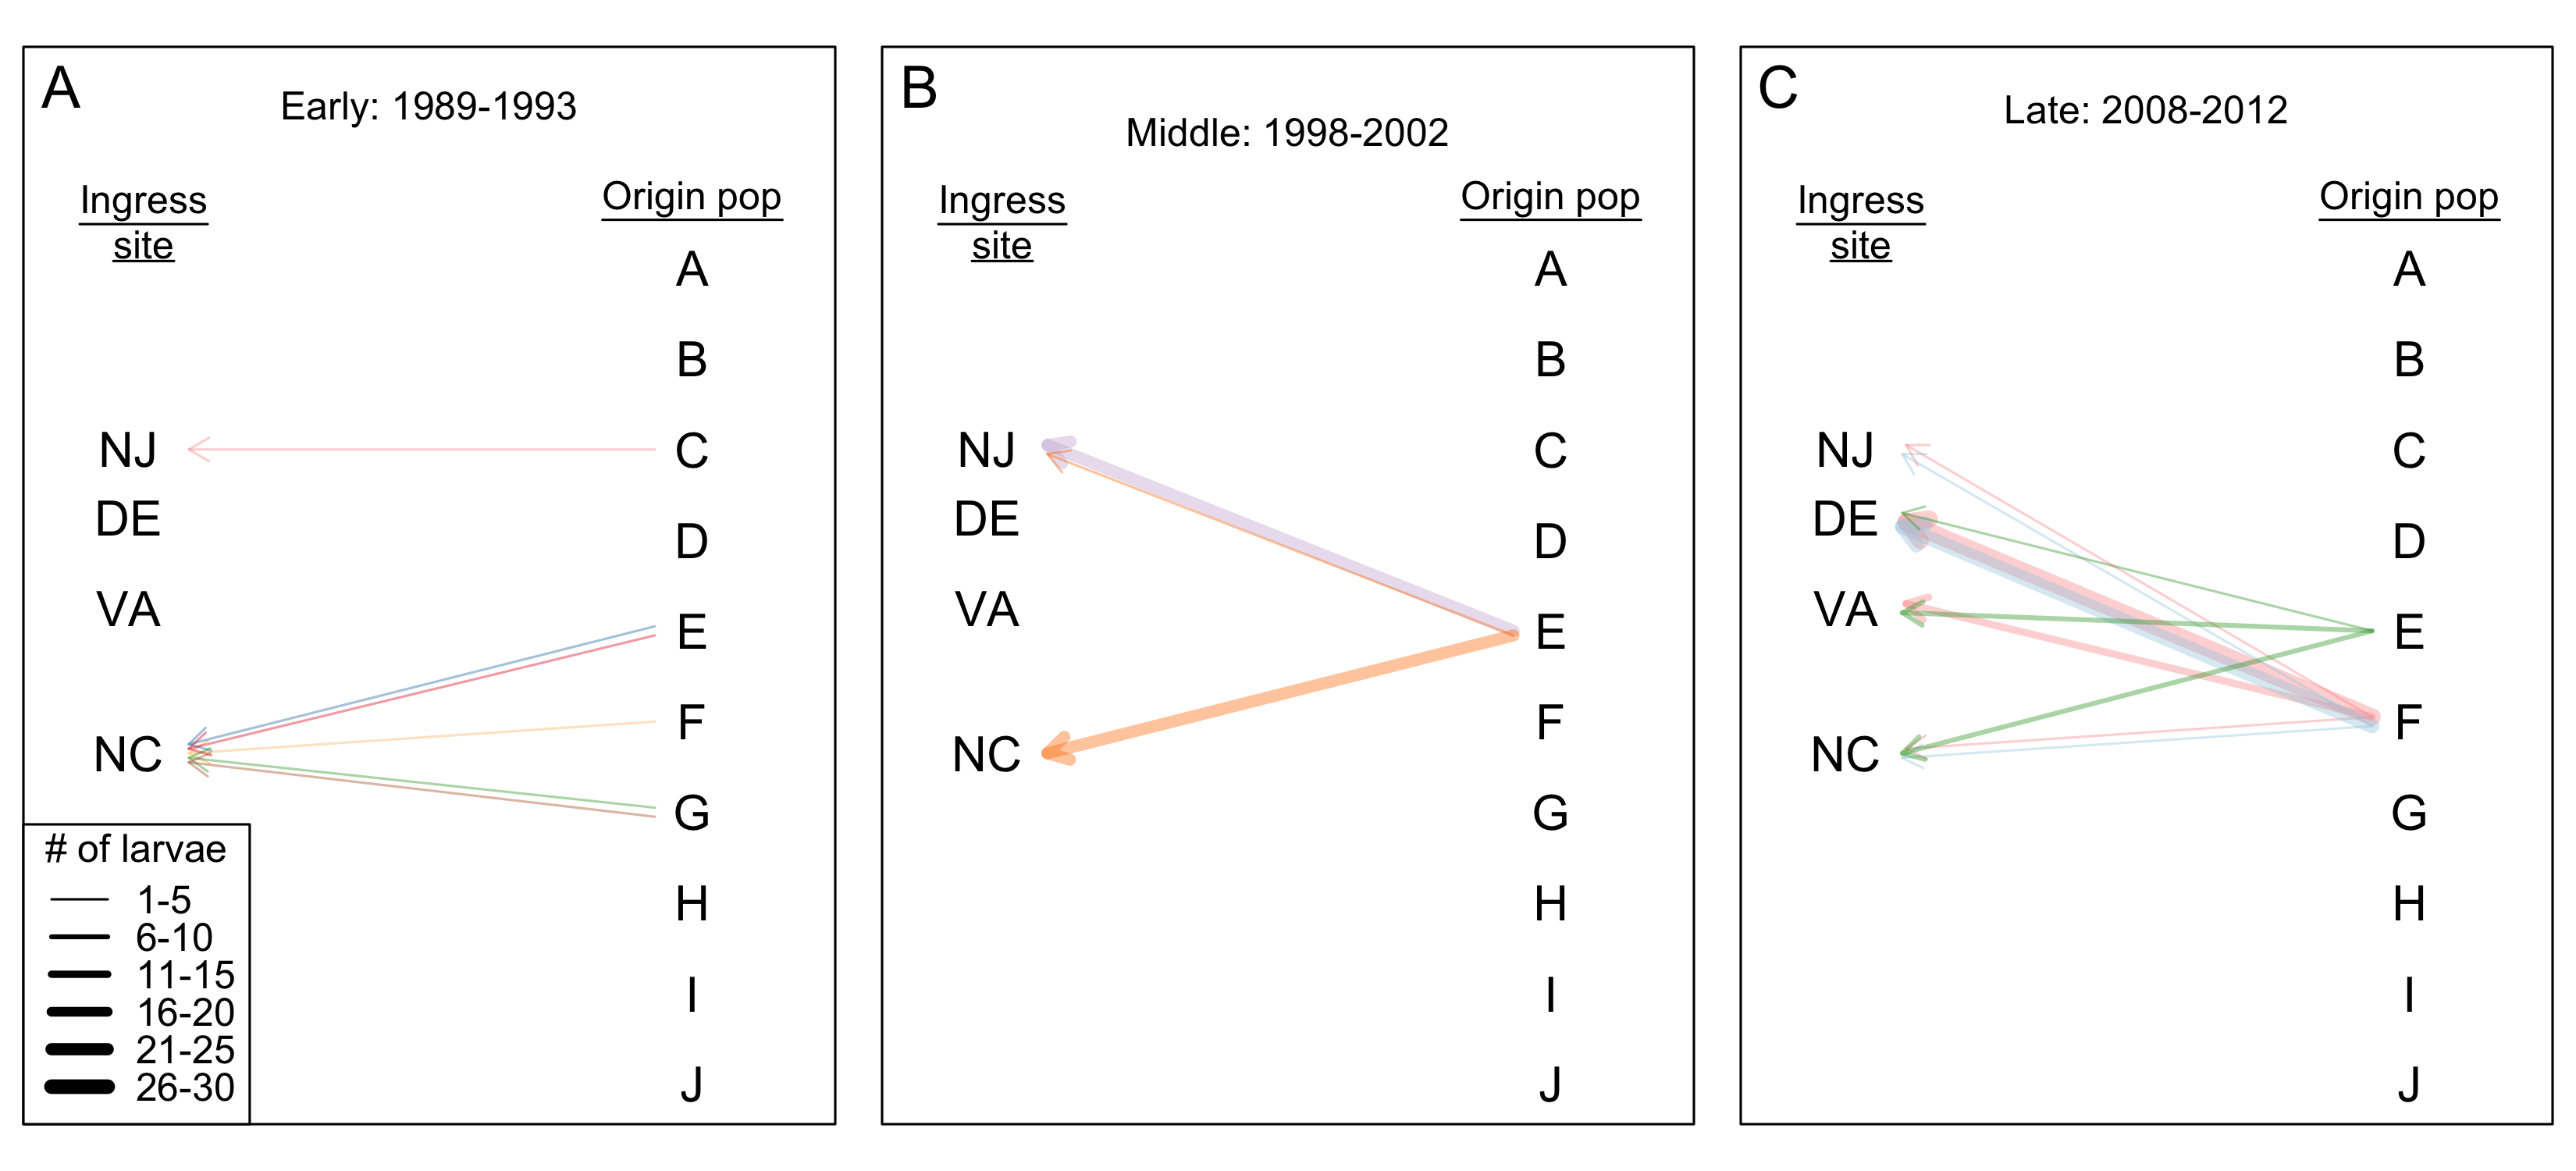 A
Early: 1989-1993
Ingress
site
Origin pop
A
B
C
D
E
F
G
H
I
J
NJ
DE
VA
NC
# of larvae
1-5
6-10
11-15
16-20
21-25
26-30
B
Middle: 1998-2002
Ingress
site
Origin pop
A
B
C
D
E
F
G
H
I
J
NJ
DE
VA
NC
C
Late: 2008-2012
Ingress
site
Origin pop
A
B
C
D
E
F
G
H
I
J
NJ
DE
VA
NC